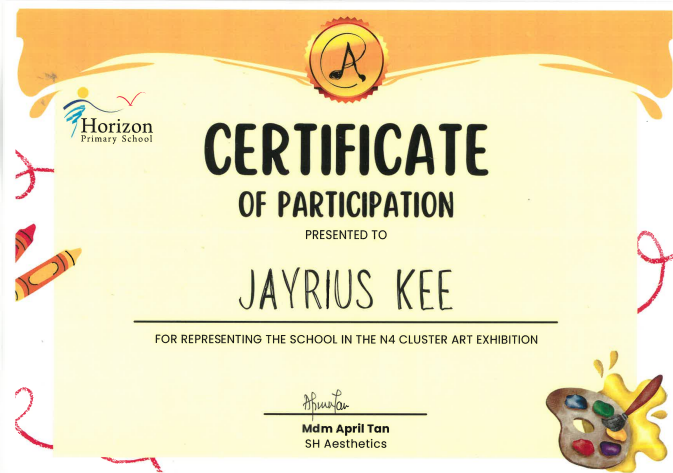 A
Horizon
Primary School
CERTIFICATE
OF PARTICIPATION
PRESENTED TO
JAYRIUS KEE
FOR REPRESENTING THE SCHOOL IN THE N4 CLUSTER ART EXHIBITION
Mdm April Tan
SH Aesthetics